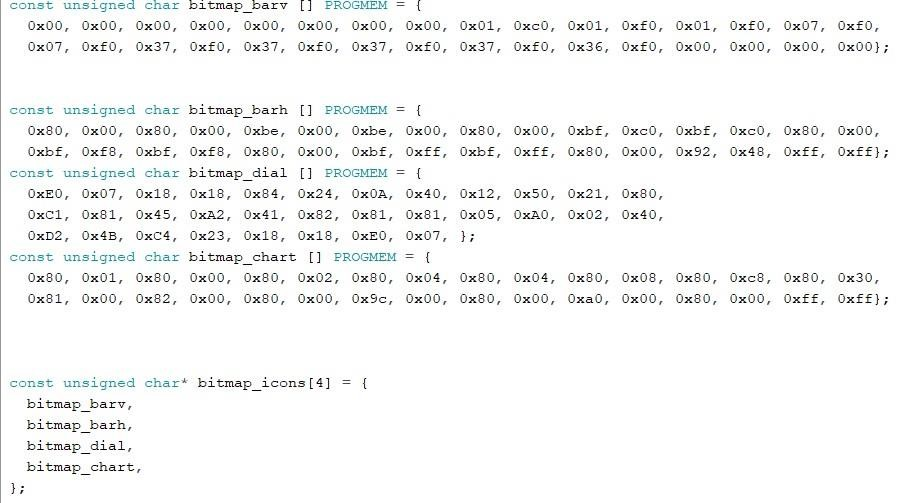 const unsigned char bitmap_barv [] PROGMEM = {
0x00, 0x00, 0x00, 0x00, 0x00, 0x00, 0x00, 0x00, 0x01, 0xc0, 0x01, 0xf0, 0x01, 0xf0, 0x07, 0xf0,
0x07, 0xf0, 0x37, 0xf0, 0x37, 0xf0, 0x37, 0xf0, 0x37, 0xf0, 0x36, 0xf0, 0x00, 0x00, 0x00, 0x00};
const unsigned char bitmap_barh [] PROGMEM = {
0x80, 0x00, 0x80, 0x00, 0xbe, 0x00, 0xbe, 0x00, 0x80, 0x00, 0xbf, 0xc0, 0xbf, 0xc0, 0x80, 0x00,
0xbf, 0xf8, 0xbf, 0xf8, 0x80, 0x00, 0xbf, 0xff, 0xbf, 0xff, 0x80, 0x00, 0x92, 0x48, 0xff, 0xff};
const unsigned char bitmap_dial [] PROGMEM = {
0xE0, 0x07, 0x18, 0x18, 0x84, 0x24, 0x0A, 0x40, 0x12, 0x50, 0x21, 0x80,
0xC1, 0x81, 0x45, 0xA2, 0x41, 0x82, 0x81, 0x81, 0x05, 0xA0, 0x02, 0x40,
0xD2, 0x4B, 0xC4, 0x23, 0x18, 0x18, 0xE0, 0x07, };
const unsigned char bitmap_chart [] PROGMEM = {
0x80, 0x01, 0x80, 0x00, 0x80, 0x02, 0x80, 0x04, 0x80, 0x04, 0x80, 0x08, 0x80, 0xc8, 0x80, 0x30,
0x81, 0x00, 0x82, 0x00, 0x80, 0x00, 0x9c, 0x00, 0x80, 0x00, 0xa0, 0x00, 0x80, 0x00, 0xff, 0xff};
const unsigned char* bitmap_icons[4] = {
bitmap_barv,
bitmap_barh,
bitmap_dial,
bitmap_chart,
};